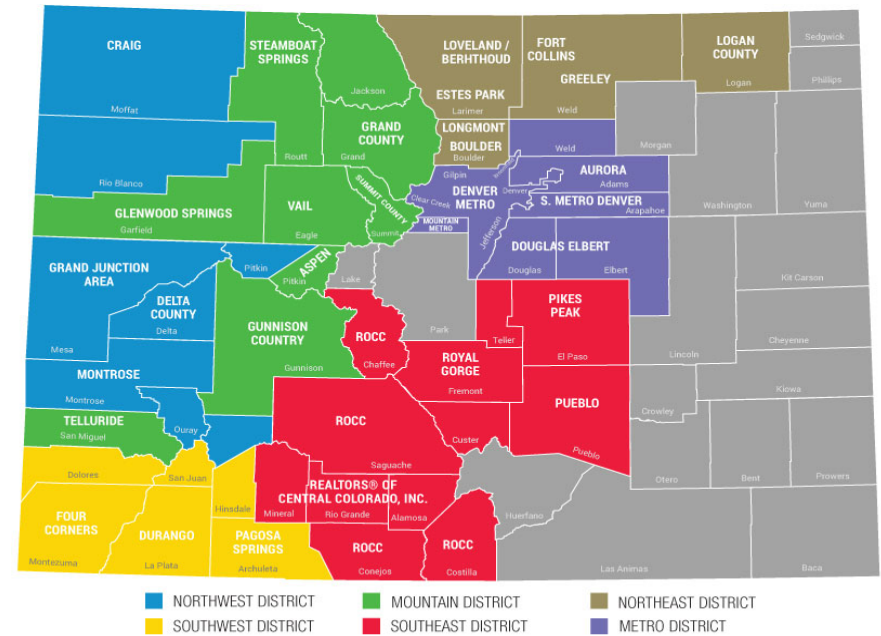 CRAIG
Moffat
STEAMBOAT
SPRINGS
Routt
Jackson
GRAND
COUNTY
Grand
LOVELAND /
BERHTHOUD
ESTES PARK
Larimer
FORT
COLLINS
GREELEY
Weld
LOGAN
COUNTY
Logan
Sedgwick
Phillips
LONGMONT
BOULDER
Boulder
Weld
Morgan
Rio Blanco
GLENWOOD SPRINGS
Garfield
VAIL
Eagle
SUMMIT COUNTY
Summit
Gilpin
Clear Creek
DENVER
METRO
MOUNTAIN
METRO
Jefferson
Denver
AURORA
Adams
S. METRO DENVER
Arapahoe
Washington
Yuma
GRAND JUNCTION
AREA
Mesa
Pitkin
ASPEN
Pitkin
Lake
Park
DOUGLAS ELBERT
Douglas
Elbert
Kit Carson
DELTA
COUNTY
Delta
GUNNISON
COUNTRY
Gunnison
ROCC
Chaffee
Teller
PIKES
PEAK
El Paso
Lincoln
Cheyenne
MONTROSE
Montrose
Ouray
ROYAL
GORGE
Fremont
Kiowa
TELLURIDE
San Miguel
ROCC
Saguache
Custer
PUEBLO
Pueblo
Crowley
Otero
Bent
Prowers
Dolores
San Juan
Hinsdale
REALTORS® OF
CENTRAL COLORADO, INC.
Mineral
Rio Grande
Alamosa
Huerfano
FOUR
CORNERS
Montezuma
DURANGO
La Plata
PAGOSA
SPRINGS
Archuleta
ROCC
Conejos
ROCC
Costilla
Las Animas
Baca
NORTHWEST DISTRICT
MOUNTAIN DISTRICT
NORTHEAST DISTRICT
SOUTHWEST DISTRICT
SOUTHEAST DISTRICT
METRO DISTRICT